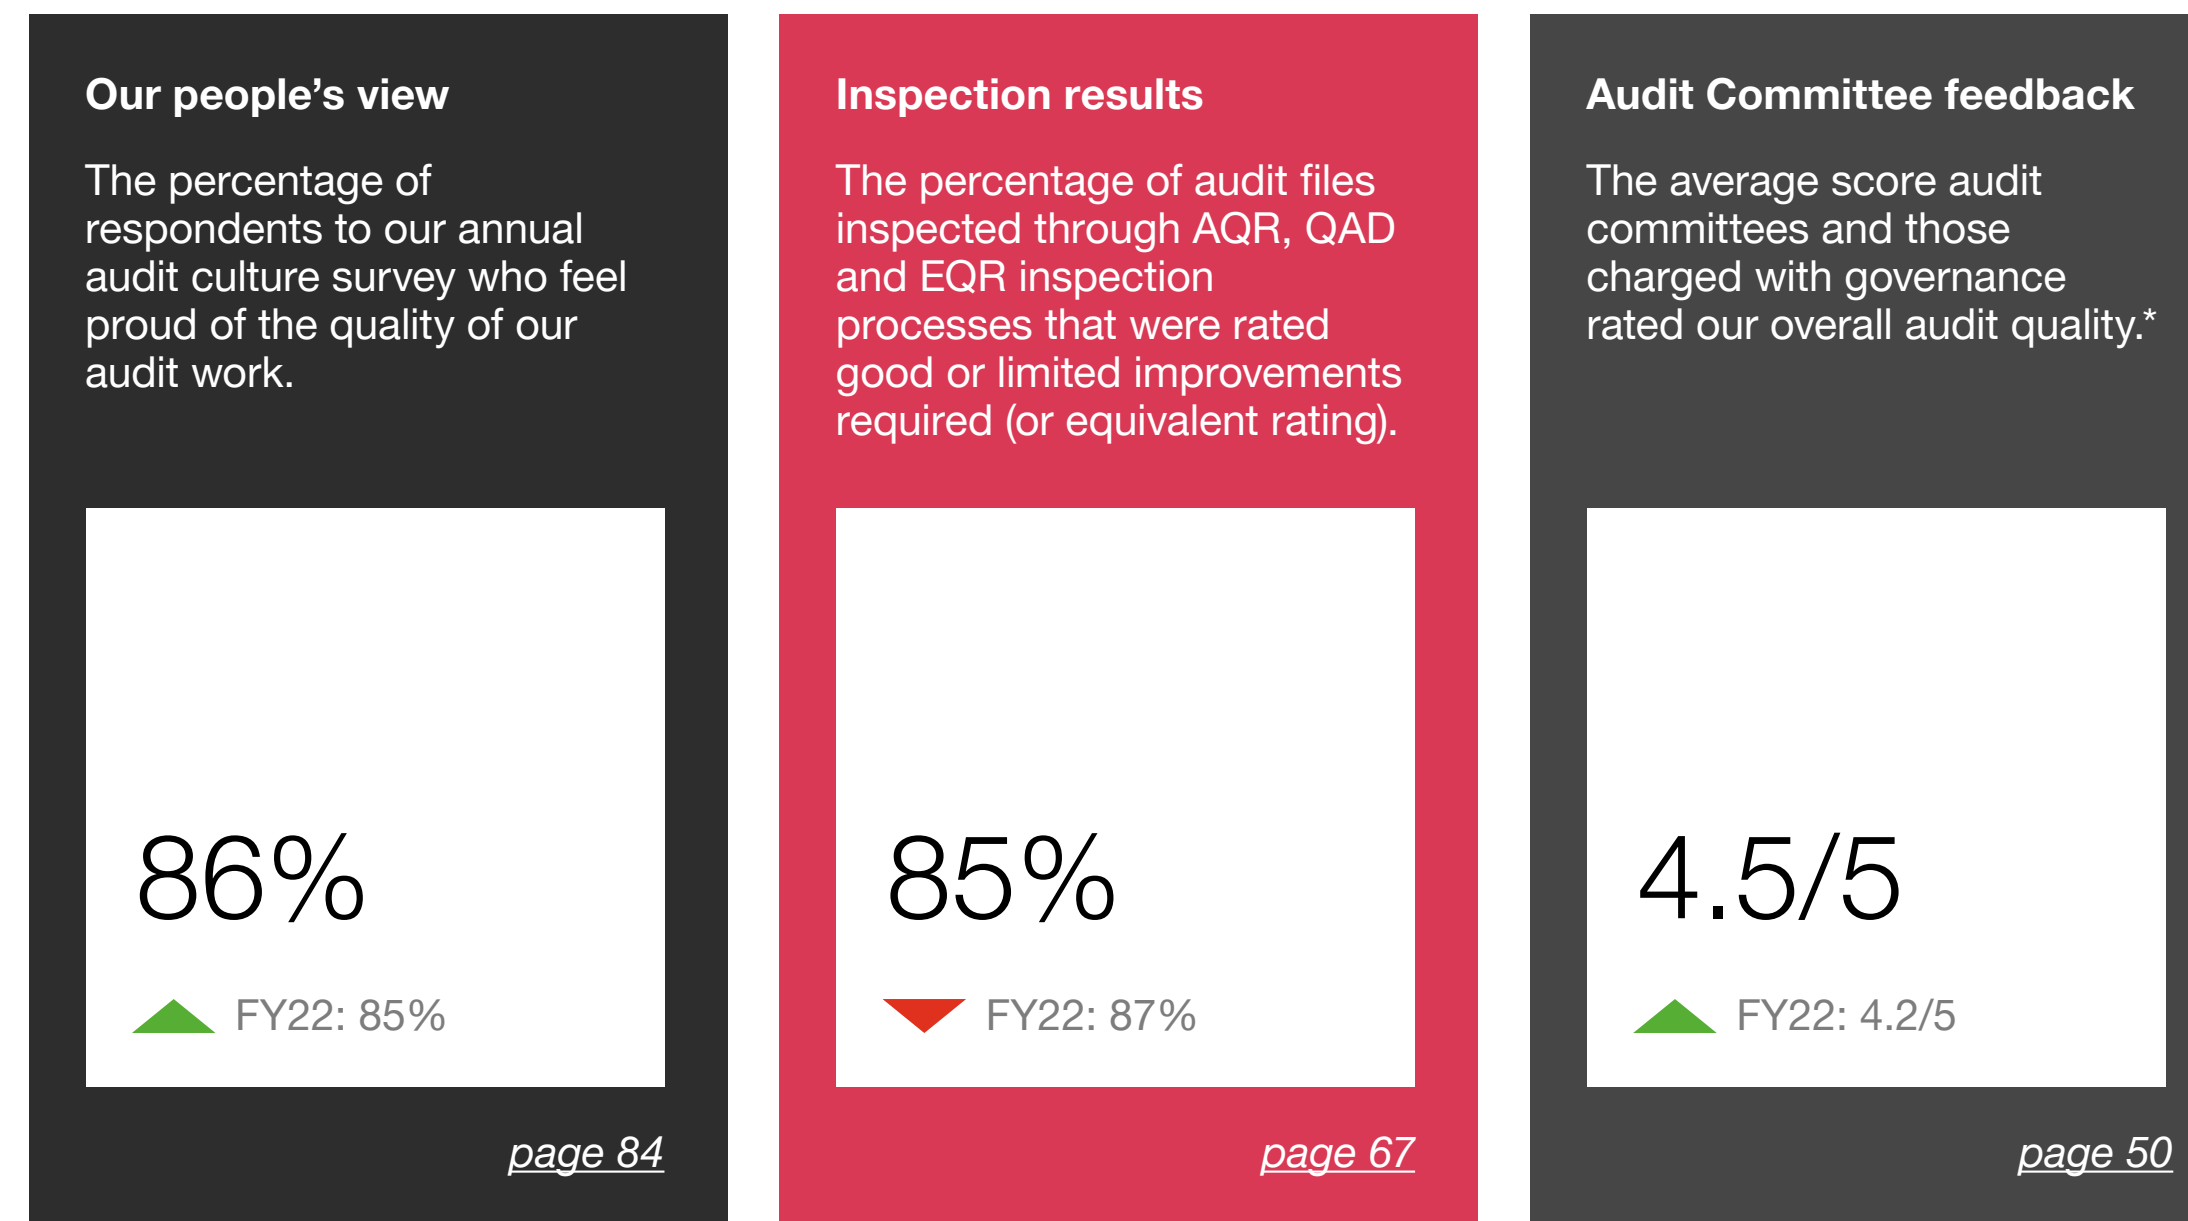 Our people’s view
The percentage of
respondents to our annual
audit culture survey who feel
proud of the quality of our
audit work.
86%
FY22: 85%
page 84
Inspection results
The percentage of audit files
inspected through AQR, QAD
and EQR inspection
processes that were rated
good or limited improvements
required (or equivalent rating).
85%
FY22: 87%
page 67
Audit Committee feedback
The average score audit
committees and those
charged with governance
rated our overall audit quality.*
4.5/5
FY22: 4.2/5
page 50